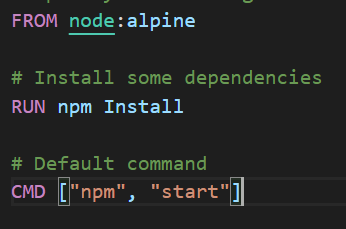 FROM node:alpine
# Install some dependencies
RUN npm Install
# Default command
CMD ["npm", "start"]